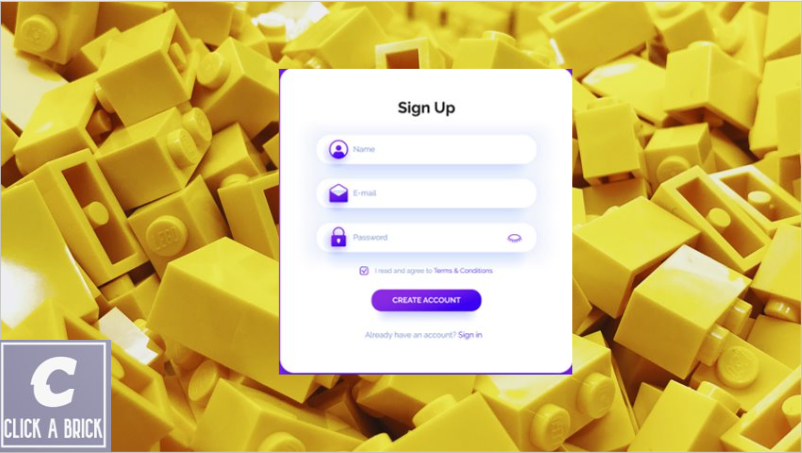 Sign Up
Name
E-mail
Password
I read and agree to Terms & Conditions
CREATE ACCOUNT
Already have an account? Sign in
C
CLICK A BRICK
LEGO